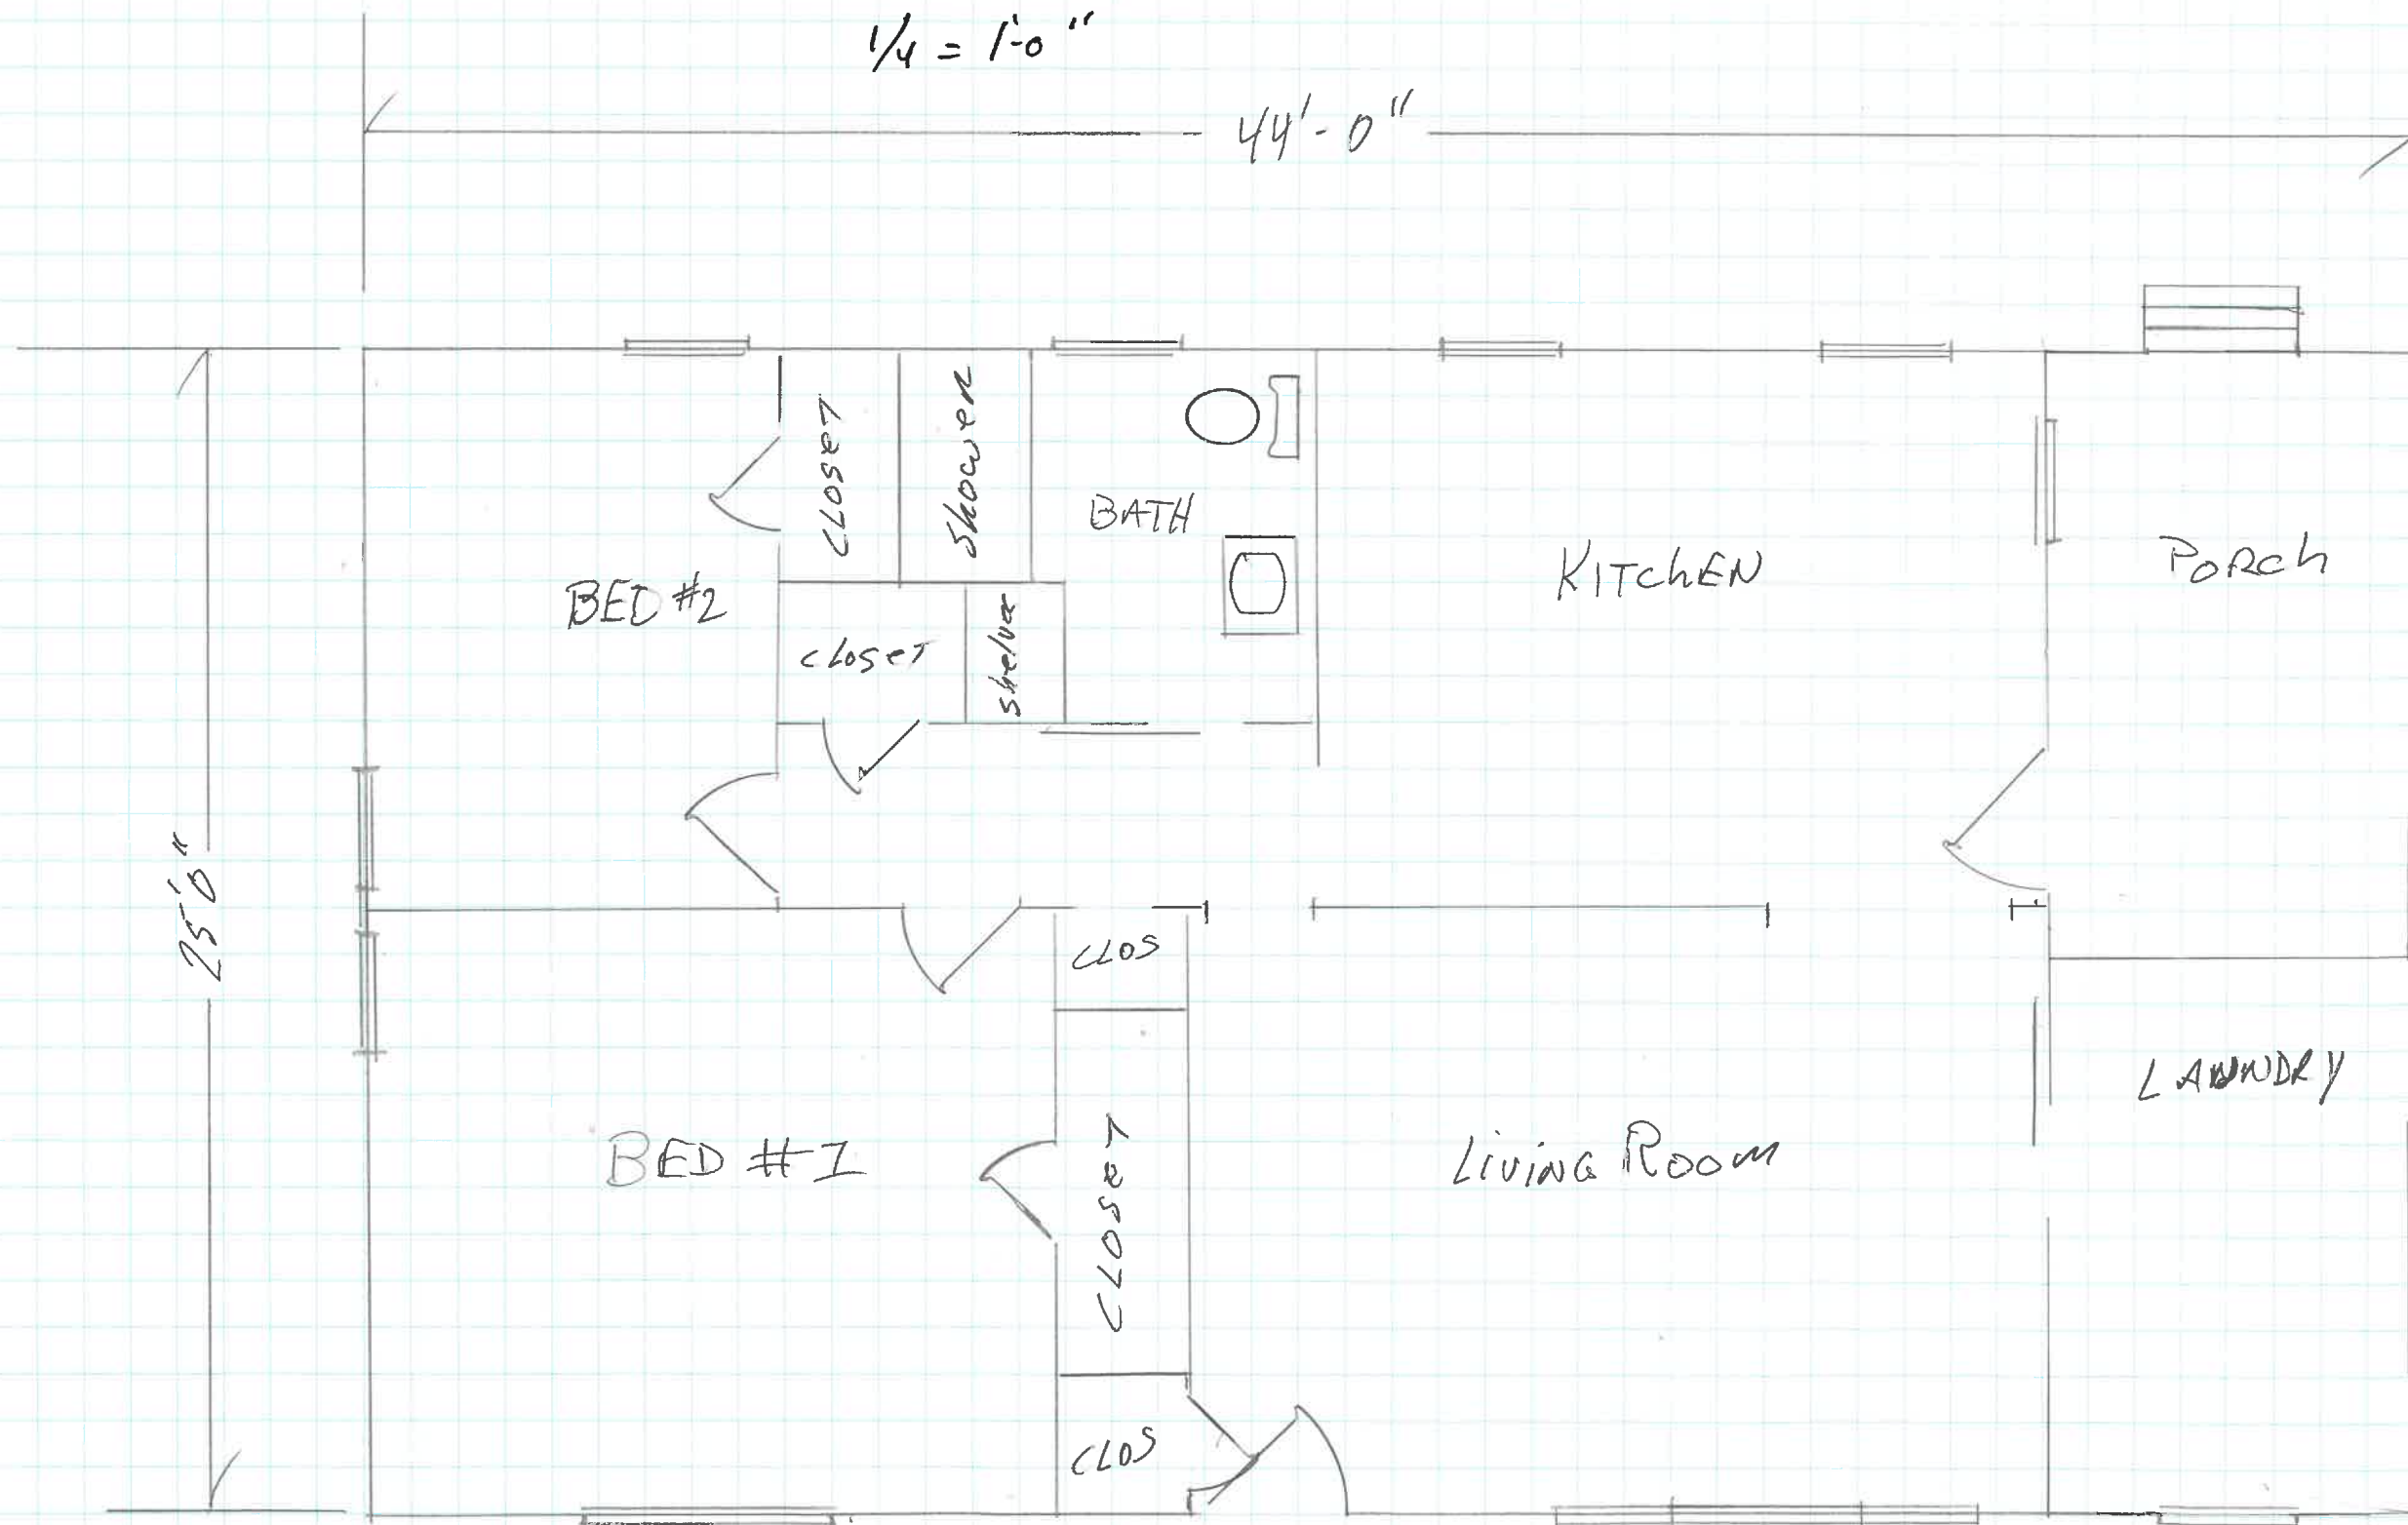 1/4 = 1'-0"
44'-0"
25'0"
CLOSET
Shower
BATH
BED #2
KITCHEN
PORCh
closet
shelves
CLOS
BED #1
CLOSET
LIVING ROOM
LAUNDRY
CLOS